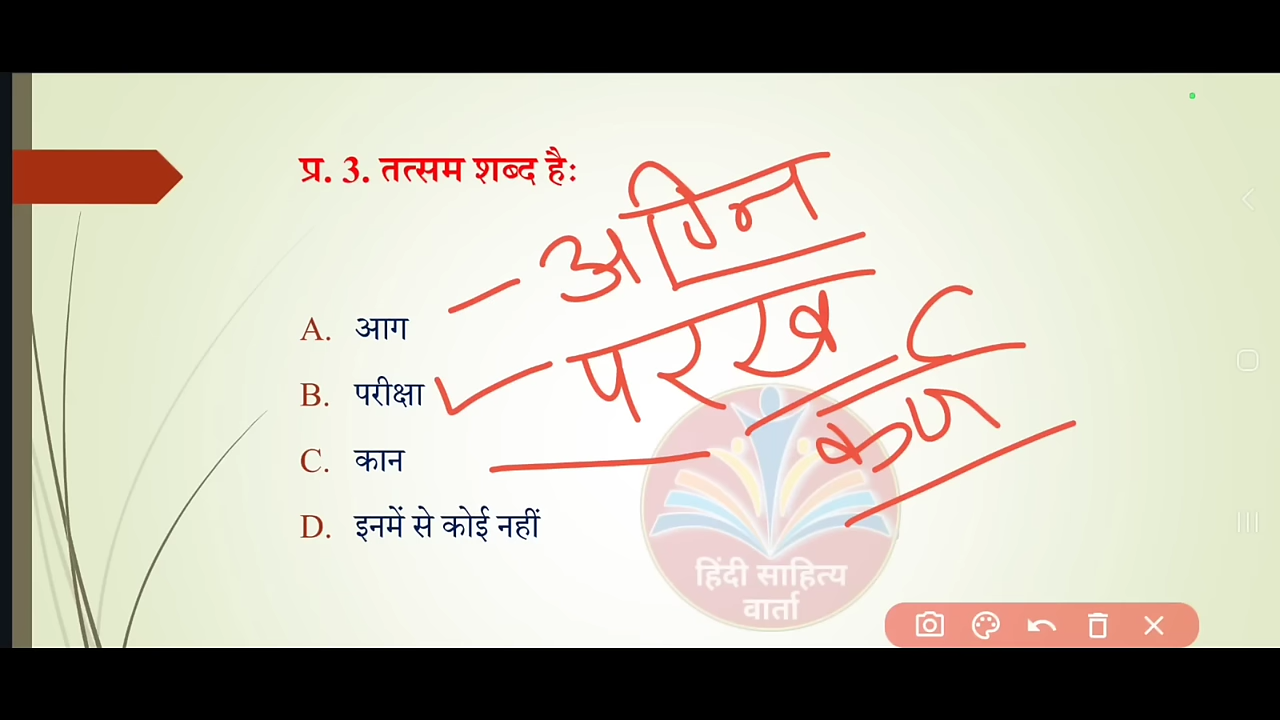 प्र. 3. तत्सम शब्द है:
A. आग - अग्नि
B. परीक्षा परख
C. कान कर्ण
D. इनमें से कोई नहीं
हिंदी साहित्य
वार्ता